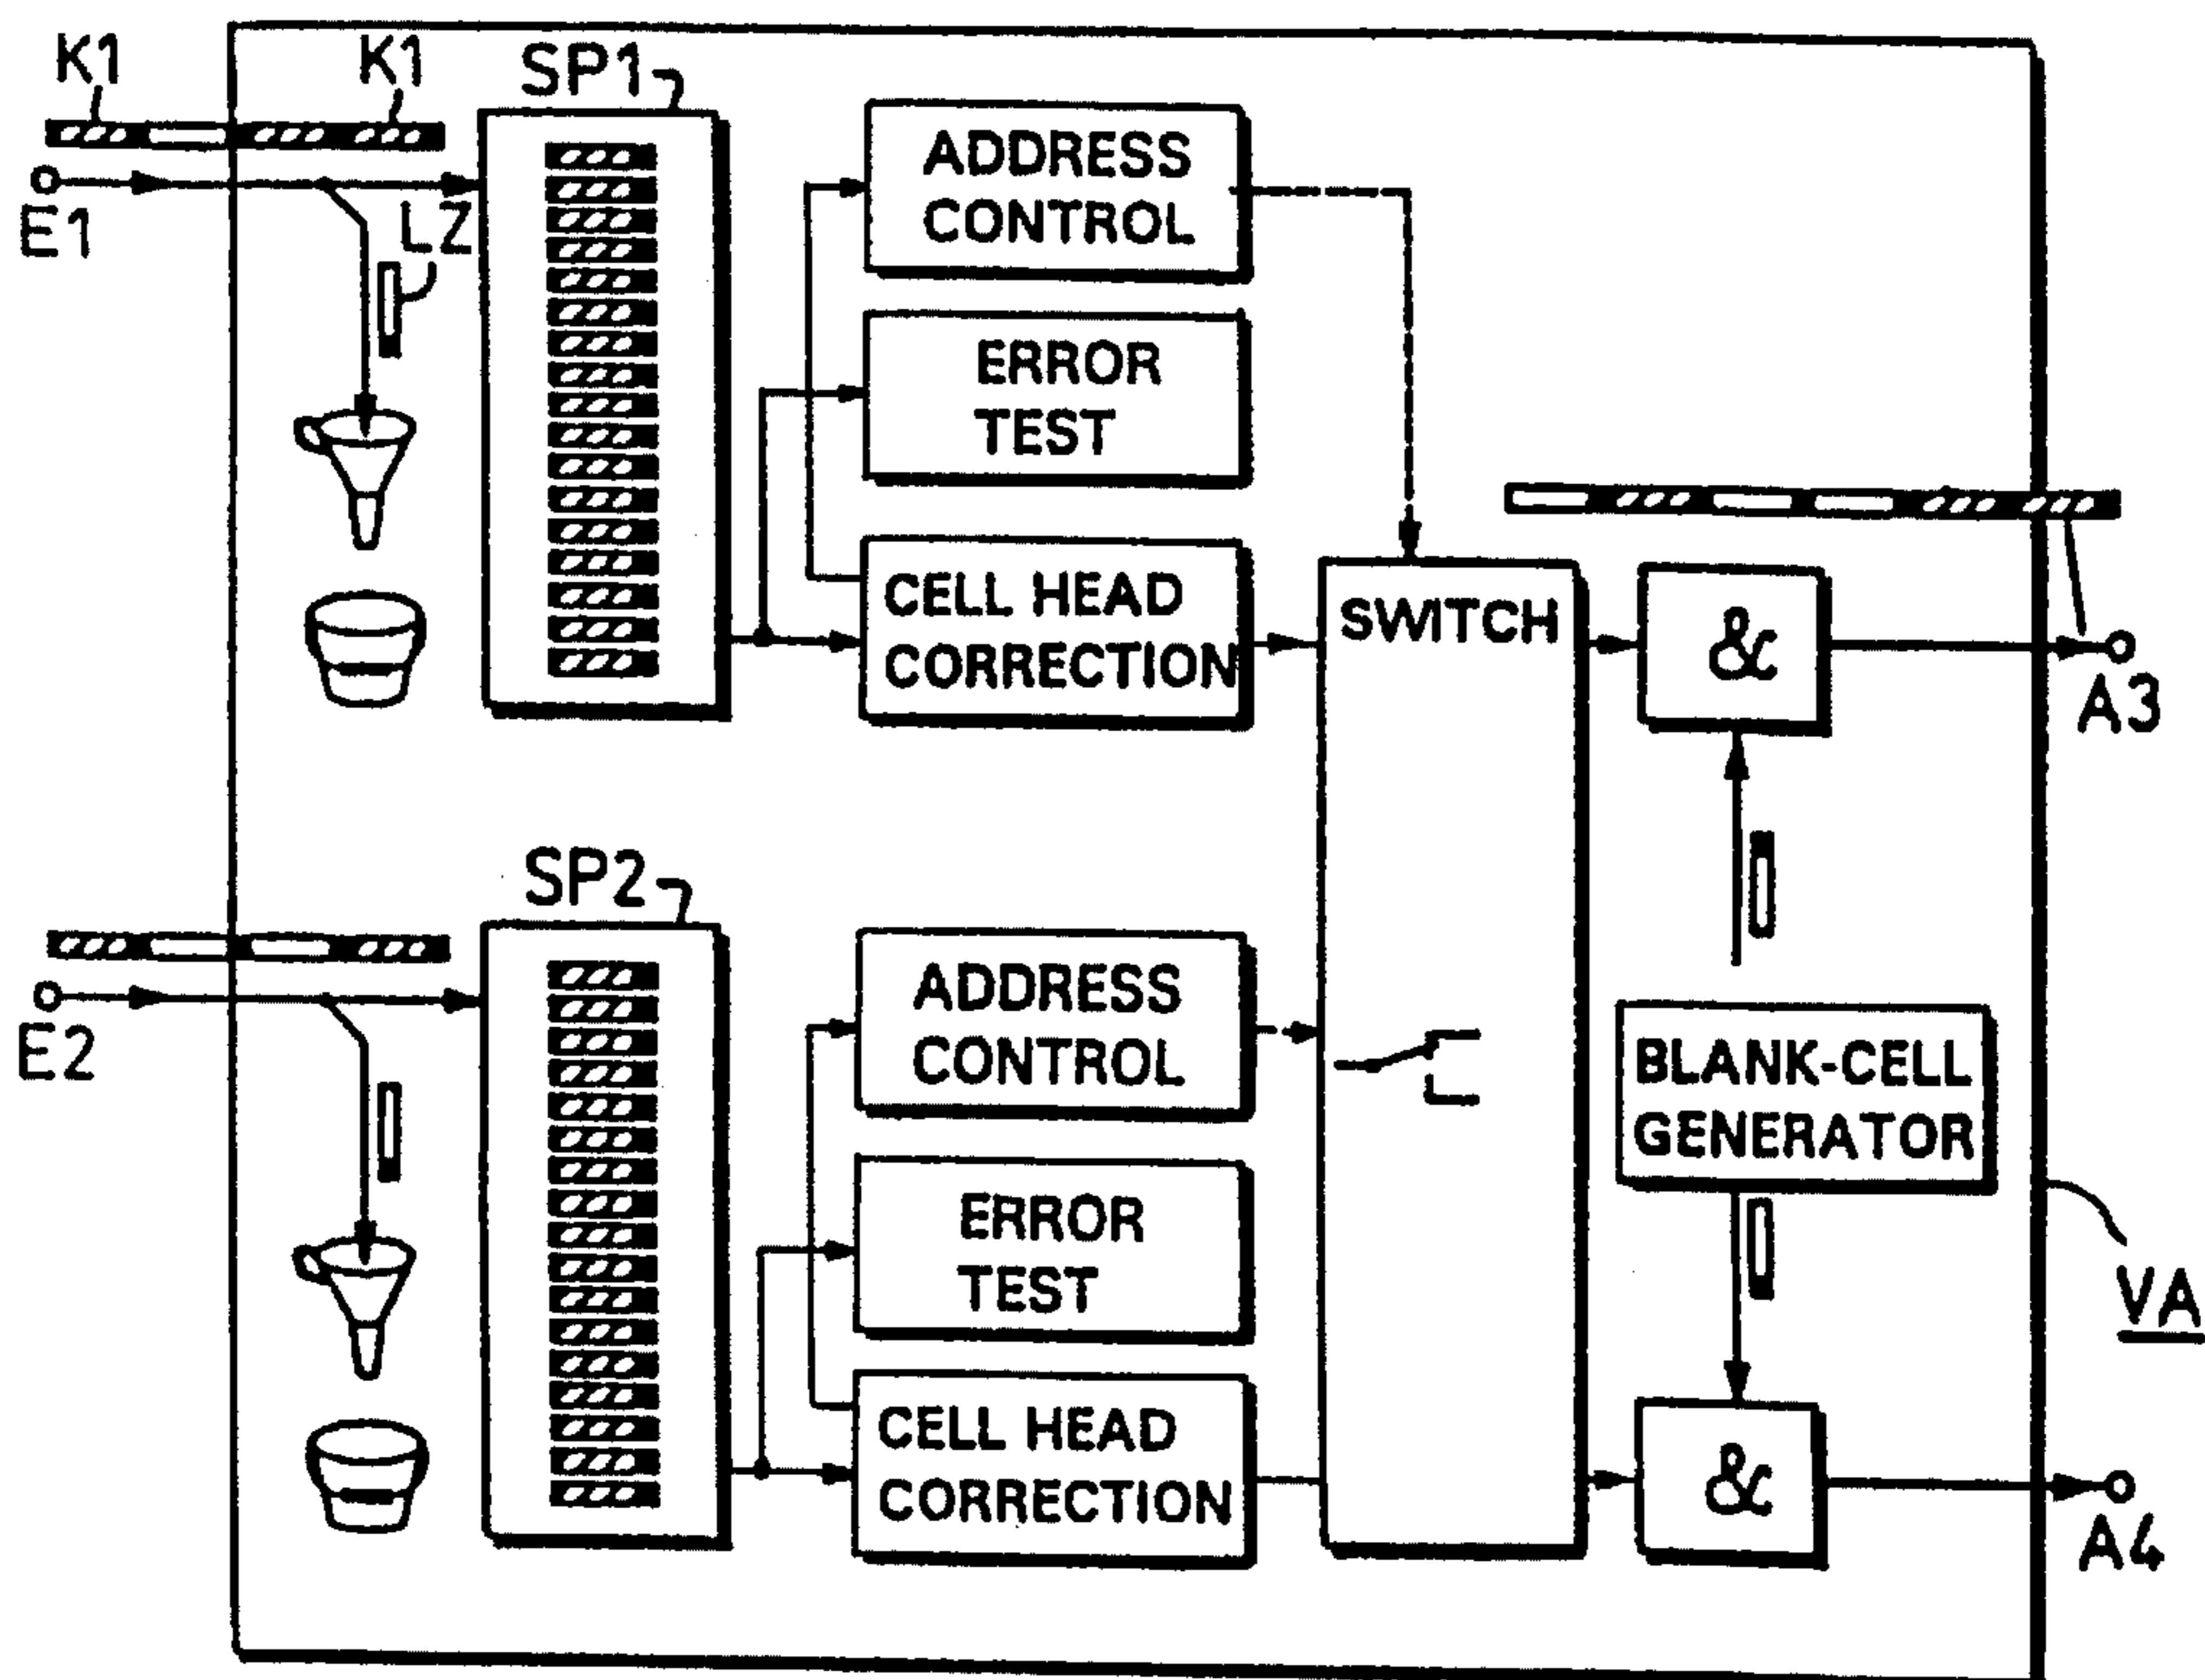 K1
K1
SP1
E1
LZ
ADDRESS
CONTROL
ERROR
TEST
CELL HEAD
CORRECTION
SWITCH
&
A3
SP2
E2
ADDRESS
CONTROL
ERROR
TEST
CELL HEAD
CORRECTION
BLANK-CELL
GENERATOR
VA
&
A4